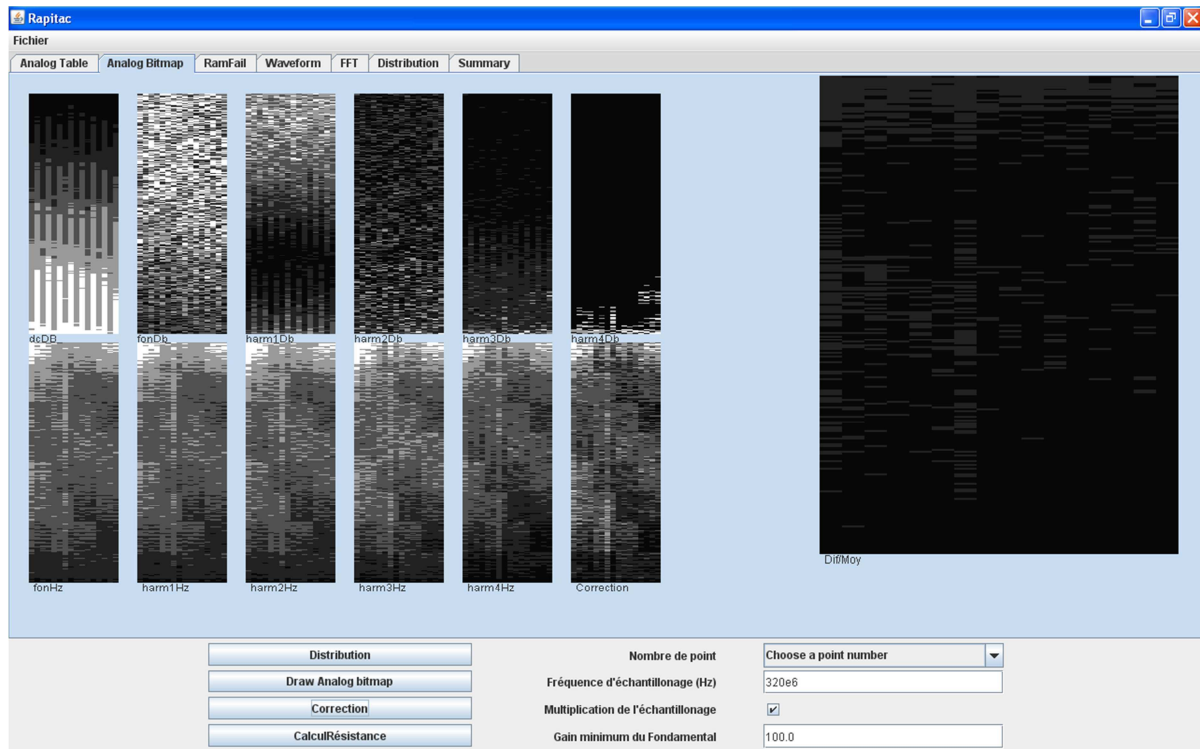 Rapitac
Fichier
Analog Table Analog Bitmap RamFail Waveform FFT Distribution Summary
dcDB fonDb harm1Db harm2Db harm3Db harm4Db
fonHz harm1Hz harm2Hz harm3Hz harm4Hz Correction
Dif/Moy
Distribution Nombre de point Choose a point number
Draw Analog bitmap Fréquence d'échantillonage (Hz) 320e6
Correction Multiplication de l'échantillonage
CalculRésistance Gain minimum du Fondamental 100.0